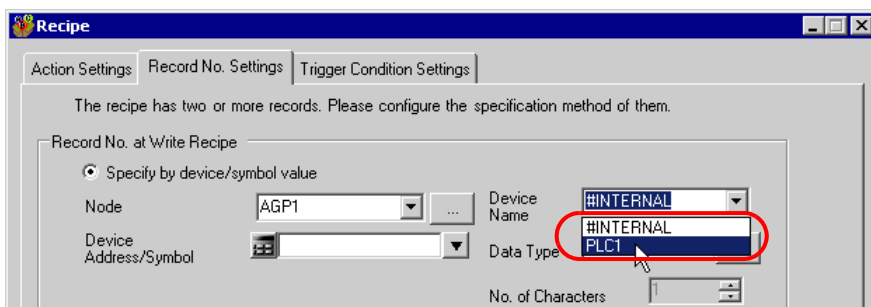 Recipe
Action Settings Record No. Settings Trigger Condition Settings
The recipe has two or more records. Please configure the specification method of them.
Record No. at Write Recipe
Specify by device/symbol value
Node AGP1 ... Device Name #INTERNAL
#INTERNAL
PLC1
Device Address/Symbol Data Type
No. of Characters 1